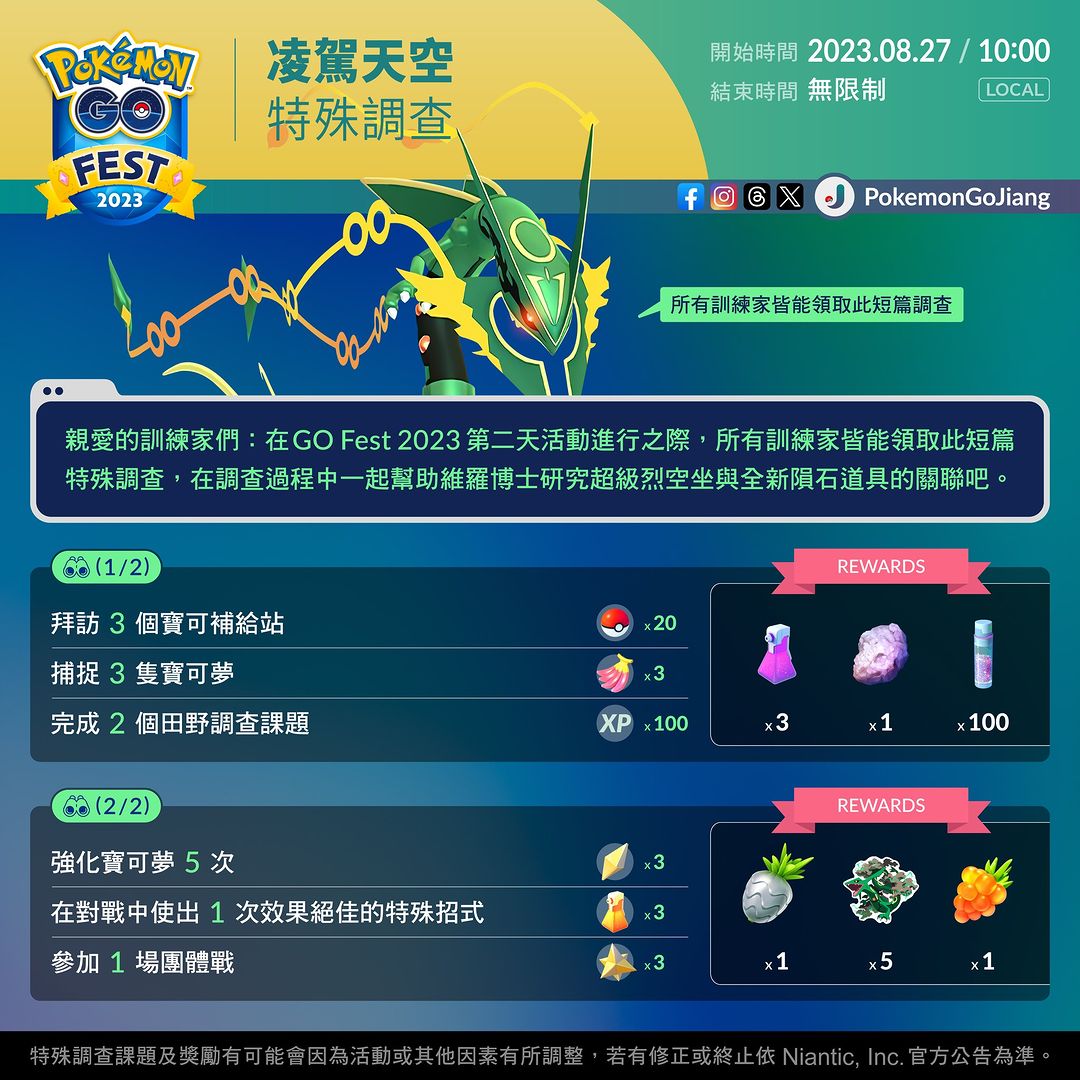 Pokémon
GO
FEST
2023
凌駕天空
特殊調查
開始時間 2023.08.27 / 10:00
結束時間 無限制 LOCAL
PokemonGoJiang
所有訓練家皆能領取此短篇調查
親愛的訓練家們：在GO Fest 2023 第二天活動進行之際，所有訓練家皆能領取此短篇
特殊調查，在調查過程中一起幫助維羅博士研究超級烈空坐與全新隕石道具的關聯吧。
(1/2)
REWARDS
拜訪 3 個寶可補給站 x20
捕捉 3 隻寶可夢 x3
完成 2 個田野調查課題 XP x100
x3 x1 x100
(2/2)
REWARDS
強化寶可夢 5 次 x3
在對戰中使出 1 次效果絕佳的特殊招式 x3
參加 1 場團體戰 x3
x1 x5 x1
特殊調查課題及獎勵有可能會因為活動或其他因素有所調整，若有修正或終止依 Niantic, Inc. 官方公告為準。